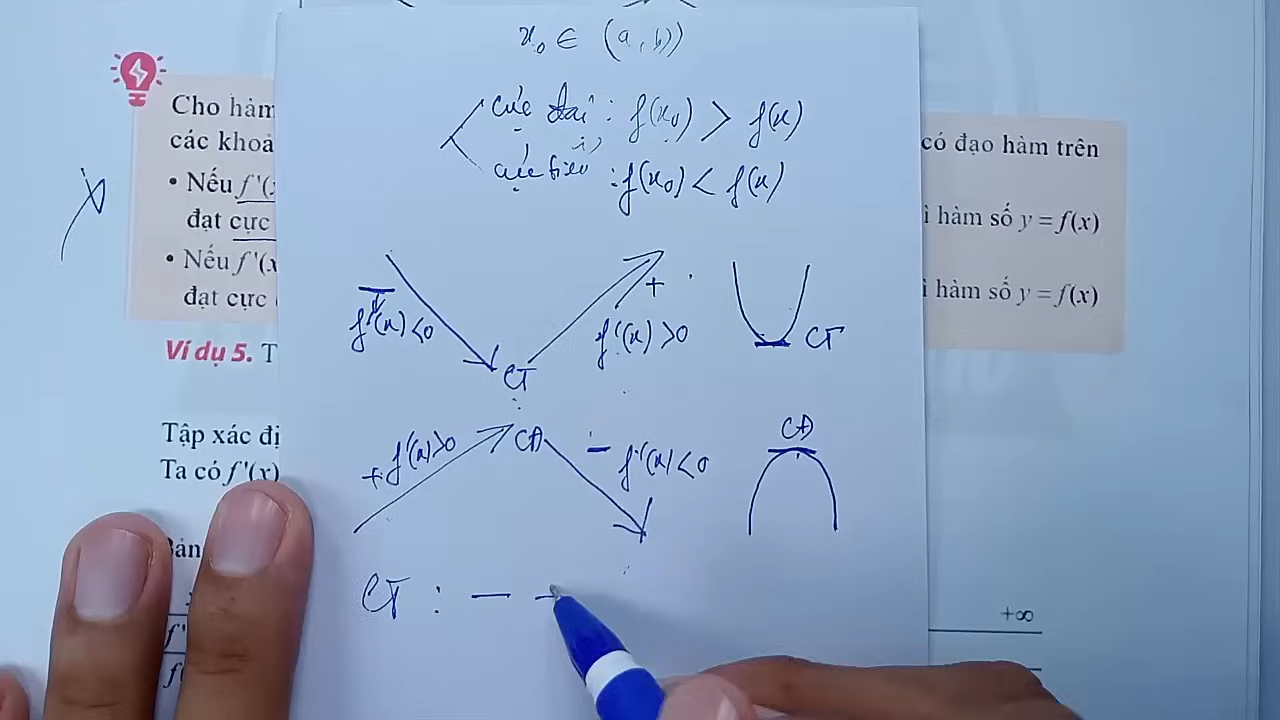 x₀ ∈ (a, b)
cực đại : f(x₀) > f(x)
cực tiểu : f(x₀) < f(x)
Cho hàm
các khoả
có đạo hàm trên
• Nếu f'(x
đạt cực
ì hàm số y = f(x)
• Nếu f'(x
đạt cực
ì hàm số y = f(x)
− f'(x) < 0
+
f'(x) > 0
CT
CT
Ví dụ 5. T
+ f'(x) > 0
CĐ
− f'(x) < 0
CĐ
Tập xác đị
Ta có f'(x)
CT : −
Bảng
+∞
f'
f(